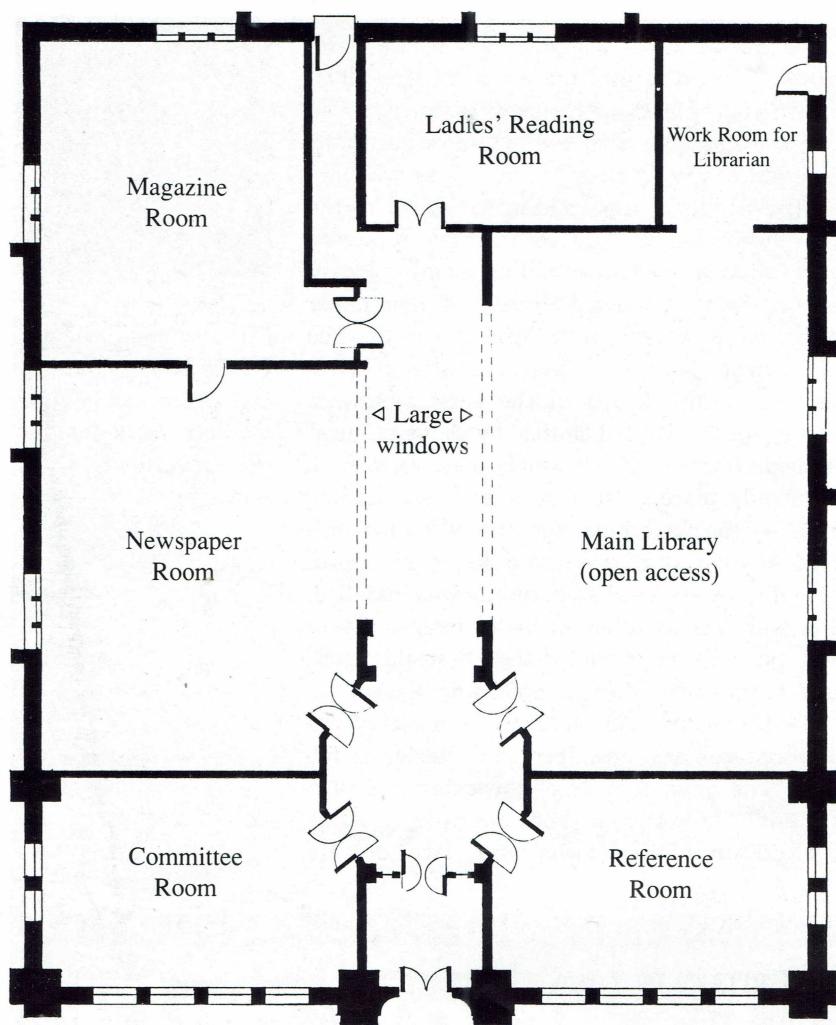 Ladies' Reading
Room
Work Room for
Librarian
Magazine
Room
◁ Large ▷
windows
Newspaper
Room
Main Library
(open access)
Committee
Room
Reference
Room